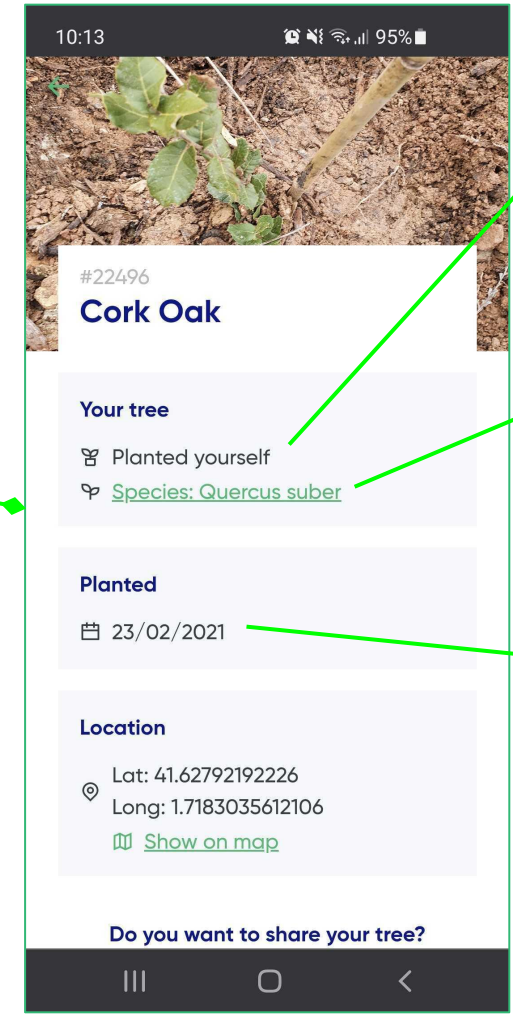 10:13 95%
#22496
Cork Oak
Your tree
Planted yourself
Species: Quercus suber
Planted
23/02/2021
Location
Lat: 41.62792192226
Long: 1.7183035612106
Show on map
Do you want to share your tree?